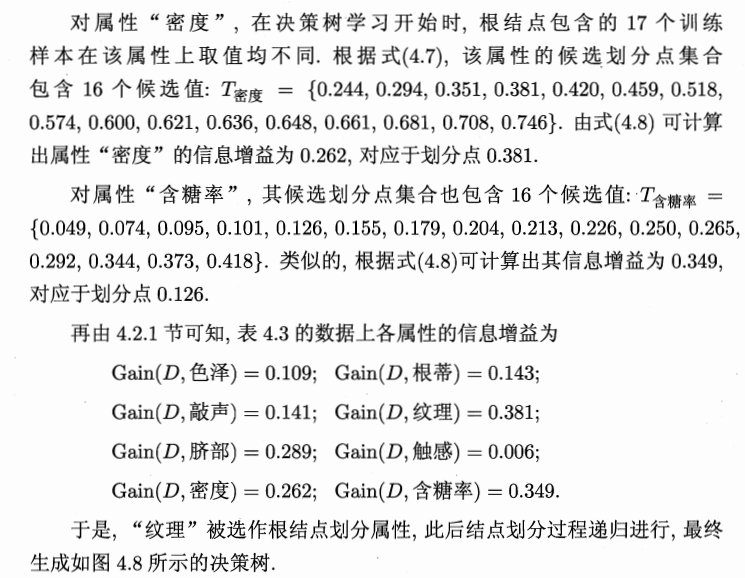 对属性“密度”, 在决策树学习开始时, 根结点包含的 17 个训练
样本在该属性上取值均不同. 根据式(4.7), 该属性的候选划分点集合
包含 16 个候选值: T密度 = {0.244, 0.294, 0.351, 0.381, 0.420, 0.459, 0.518,
0.574, 0.600, 0.621, 0.636, 0.648, 0.661, 0.681, 0.708, 0.746}. 由式(4.8) 可计算
出属性“密度”的信息增益为 0.262, 对应于划分点 0.381.
对属性“含糖率”, 其候选划分点集合也包含 16 个候选值: T含糖率 =
{0.049, 0.074, 0.095, 0.101, 0.126, 0.155, 0.179, 0.204, 0.213, 0.226, 0.250, 0.265,
0.292, 0.344, 0.373, 0.418}. 类似的, 根据式(4.8)可计算出其信息增益为 0.349,
对应于划分点 0.126.
再由 4.2.1 节可知, 表 4.3 的数据上各属性的信息增益为
Gain(D, 色泽) = 0.109; Gain(D, 根蒂) = 0.143;
Gain(D, 敲声) = 0.141; Gain(D, 纹理) = 0.381;
Gain(D, 脐部) = 0.289; Gain(D, 触感) = 0.006;
Gain(D, 密度) = 0.262; Gain(D, 含糖率) = 0.349.
于是, “纹理”被选作根结点划分属性, 此后结点划分过程递归进行, 最终
生成如图 4.8 所示的决策树.